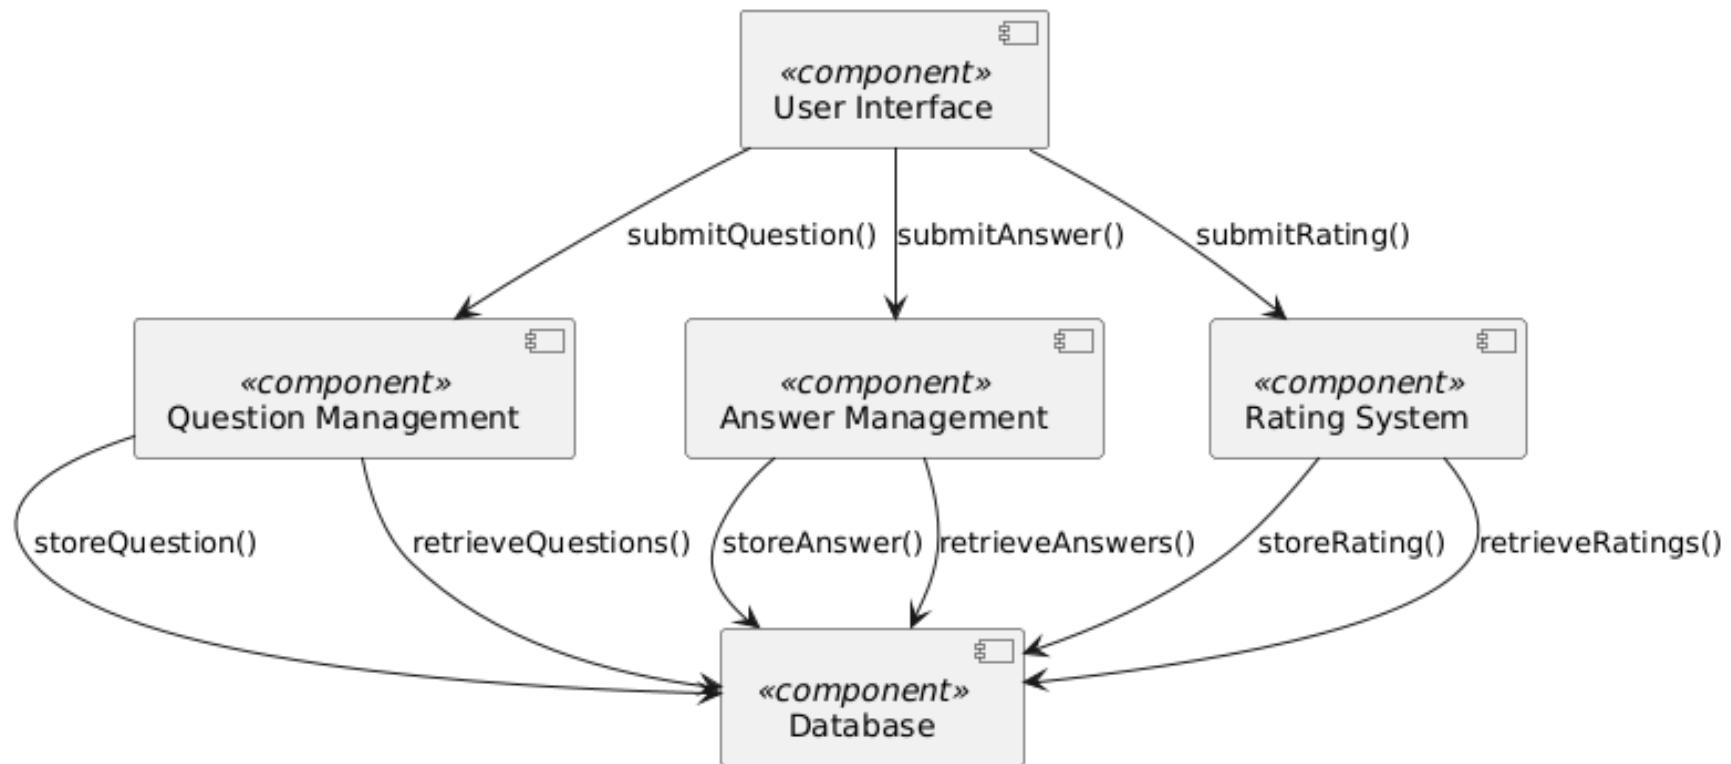 «component»
User Interface
submitQuestion()
submitAnswer()
submitRating()
«component»
Question Management
«component»
Answer Management
«component»
Rating System
storeQuestion()
retrieveQuestions()
storeAnswer()
retrieveAnswers()
storeRating()
retrieveRatings()
«component»
Database